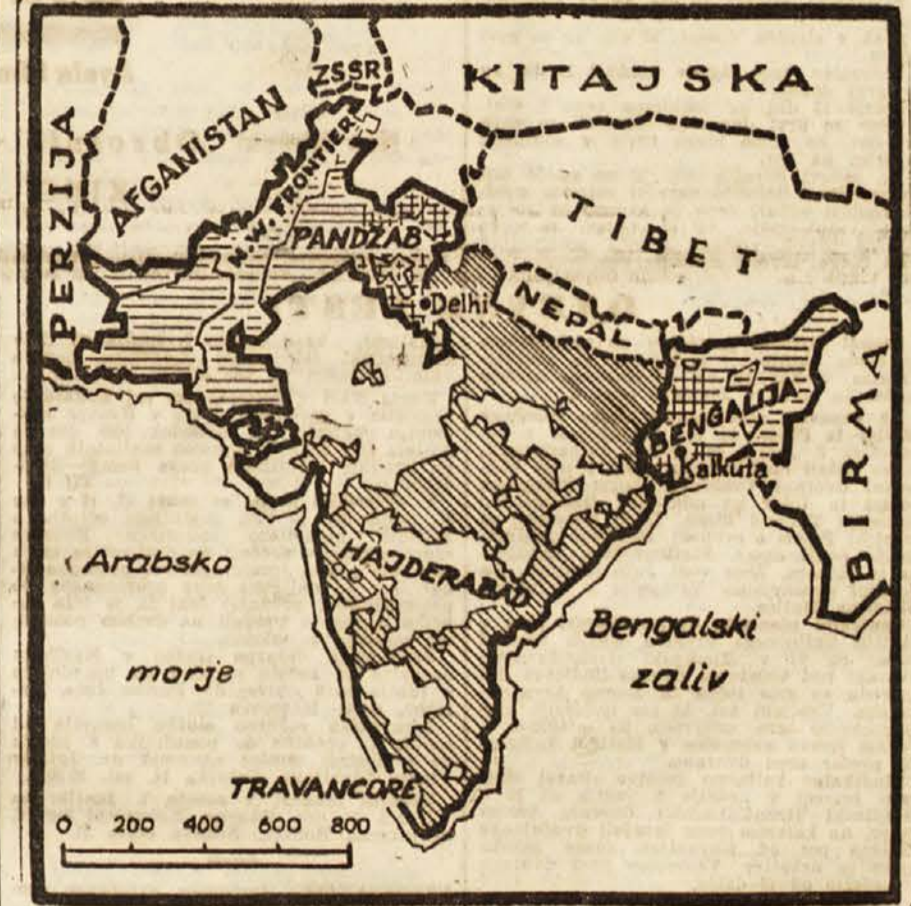 ZSSR
KITAJSKA
PERZIJA
AFGANISTAN
N.W. FRONTIER
PANDŽAB
TIBET
Delhi
NEPAL
BENGALIJA
Kalkuta
BIRMA
HAJDERABAD
Arabsko
morje
Bengalski
zaliv
TRAVANCORE
0 200 400 600 800